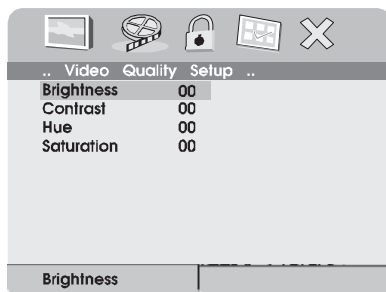 .. Video Quality Setup ..
Brightness 00
Contrast 00
Hue 00
Saturation 00
Brightness